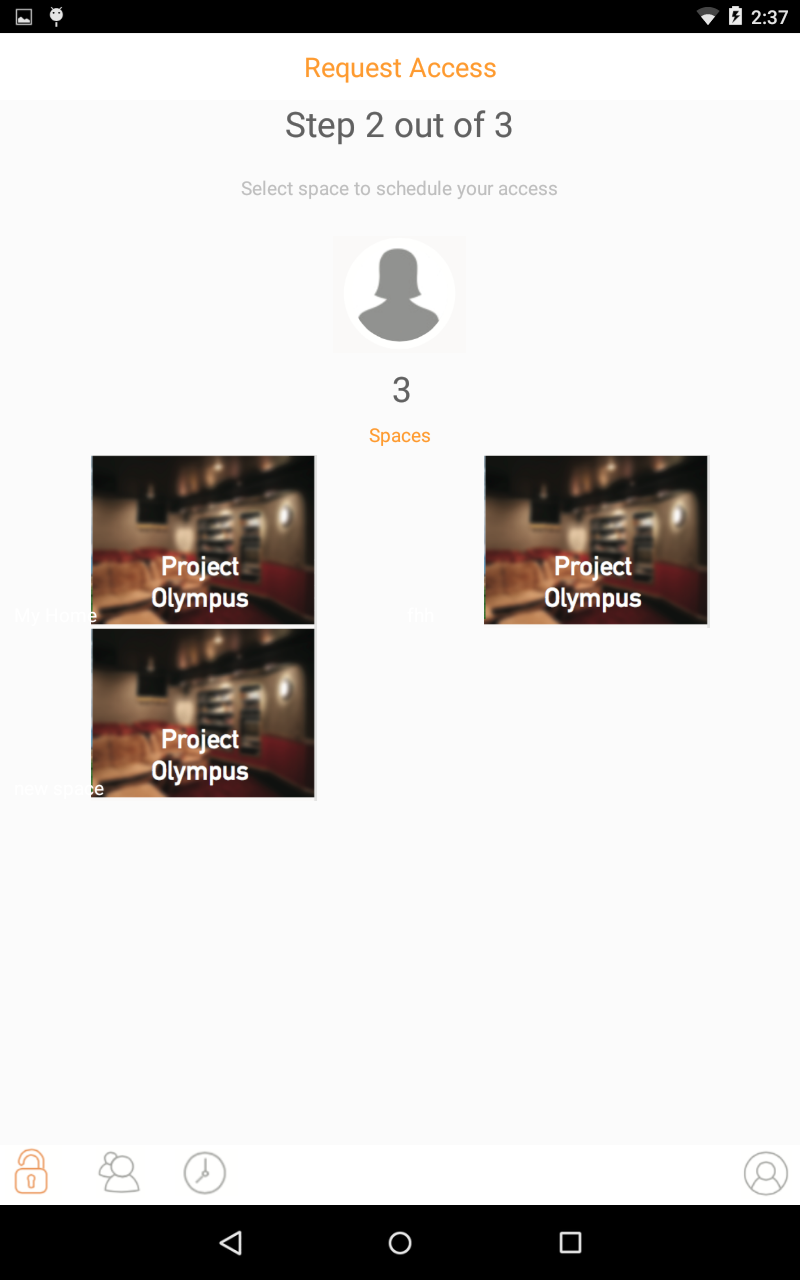 2:37
Request Access
Step 2 out of 3
Select space to schedule your access
3
Spaces
Project
Olympus
My Home
Project
Olympus
Project
Olympus
new space